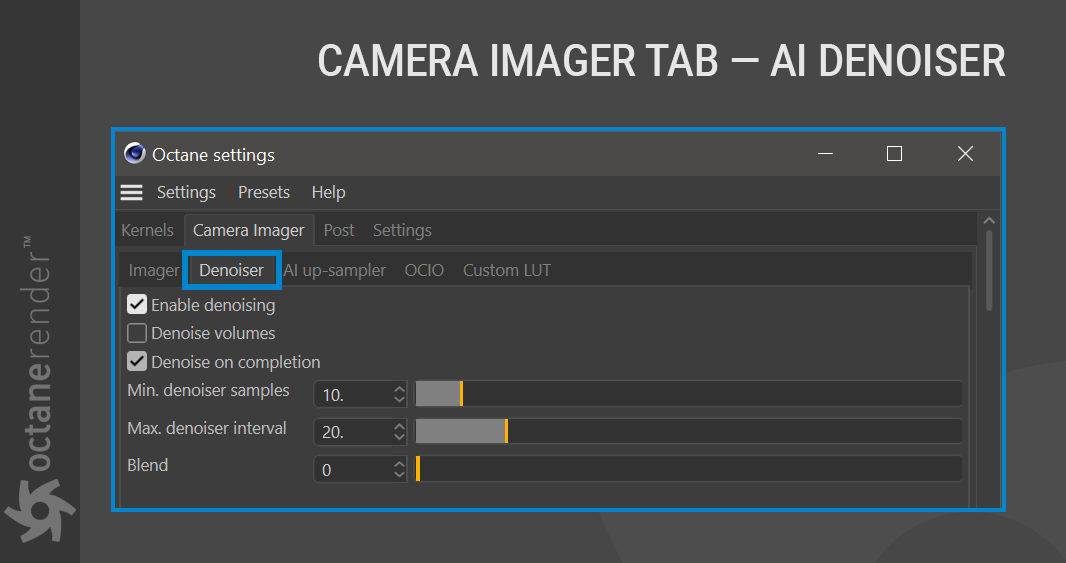 CAMERA IMAGER TAB — AI DENOISER
Octane settings
Settings Presets Help
Kernels Camera Imager Post Settings
Imager Denoiser AI up-sampler OCIO Custom LUT
Enable denoising
Denoise volumes
Denoise on completion
Min. denoiser samples 10.
Max. denoiser interval 20.
Blend 0
octanerender™